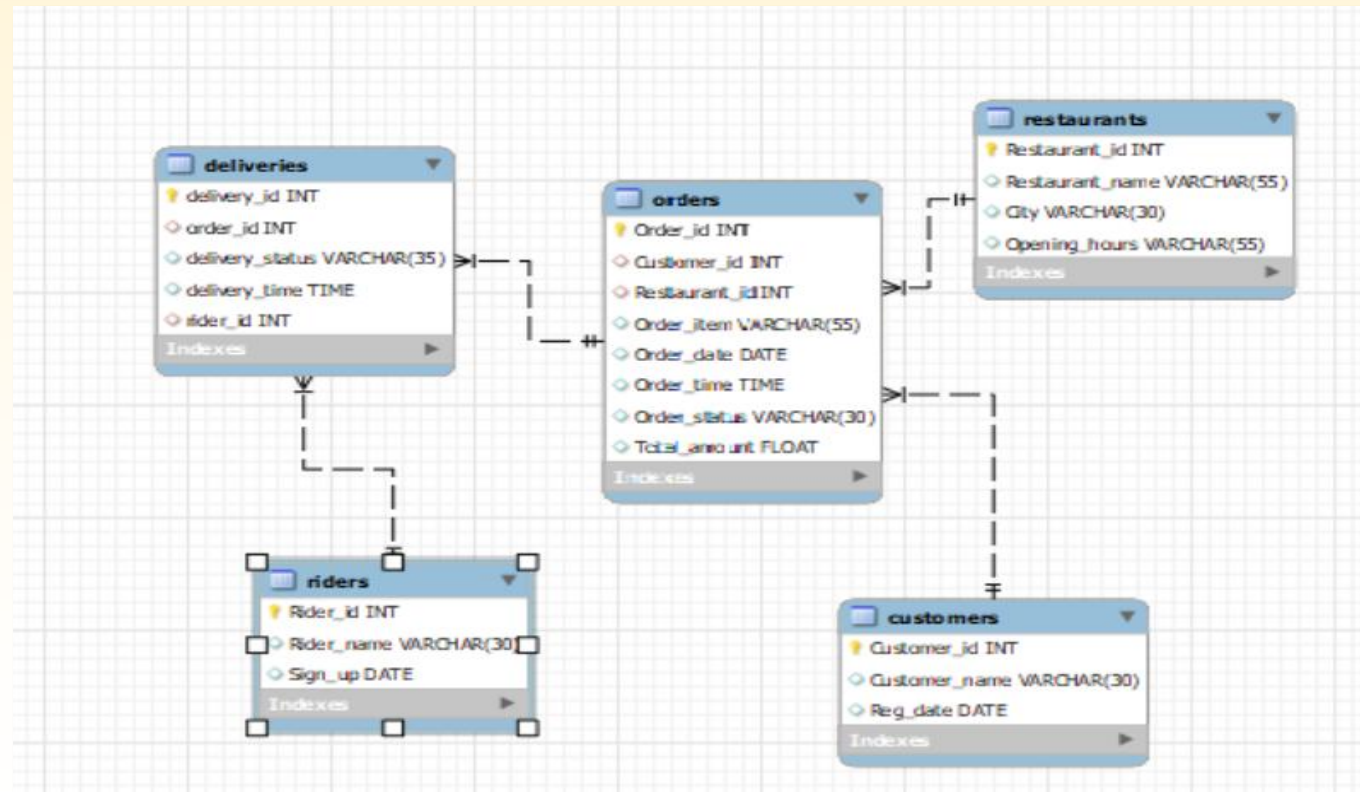 deliveries
delivery_id INT
order_id INT
delivery_status VARCHAR(35)
delivery_time TIME
rider_id INT
Indexes
orders
Order_id INT
Customer_id INT
Restaurant_id INT
Order_item VARCHAR(55)
Order_date DATE
Order_time TIME
Order_status VARCHAR(30)
Total_amount FLOAT
Indexes
restaurants
Restaurant_id INT
Restaurant_name VARCHAR(55)
City VARCHAR(30)
Opening_hours VARCHAR(55)
Indexes
riders
Rider_id INT
Rider_name VARCHAR(30)
Sign_up DATE
Indexes
customers
Customer_id INT
Customer_name VARCHAR(30)
Reg_date DATE
Indexes